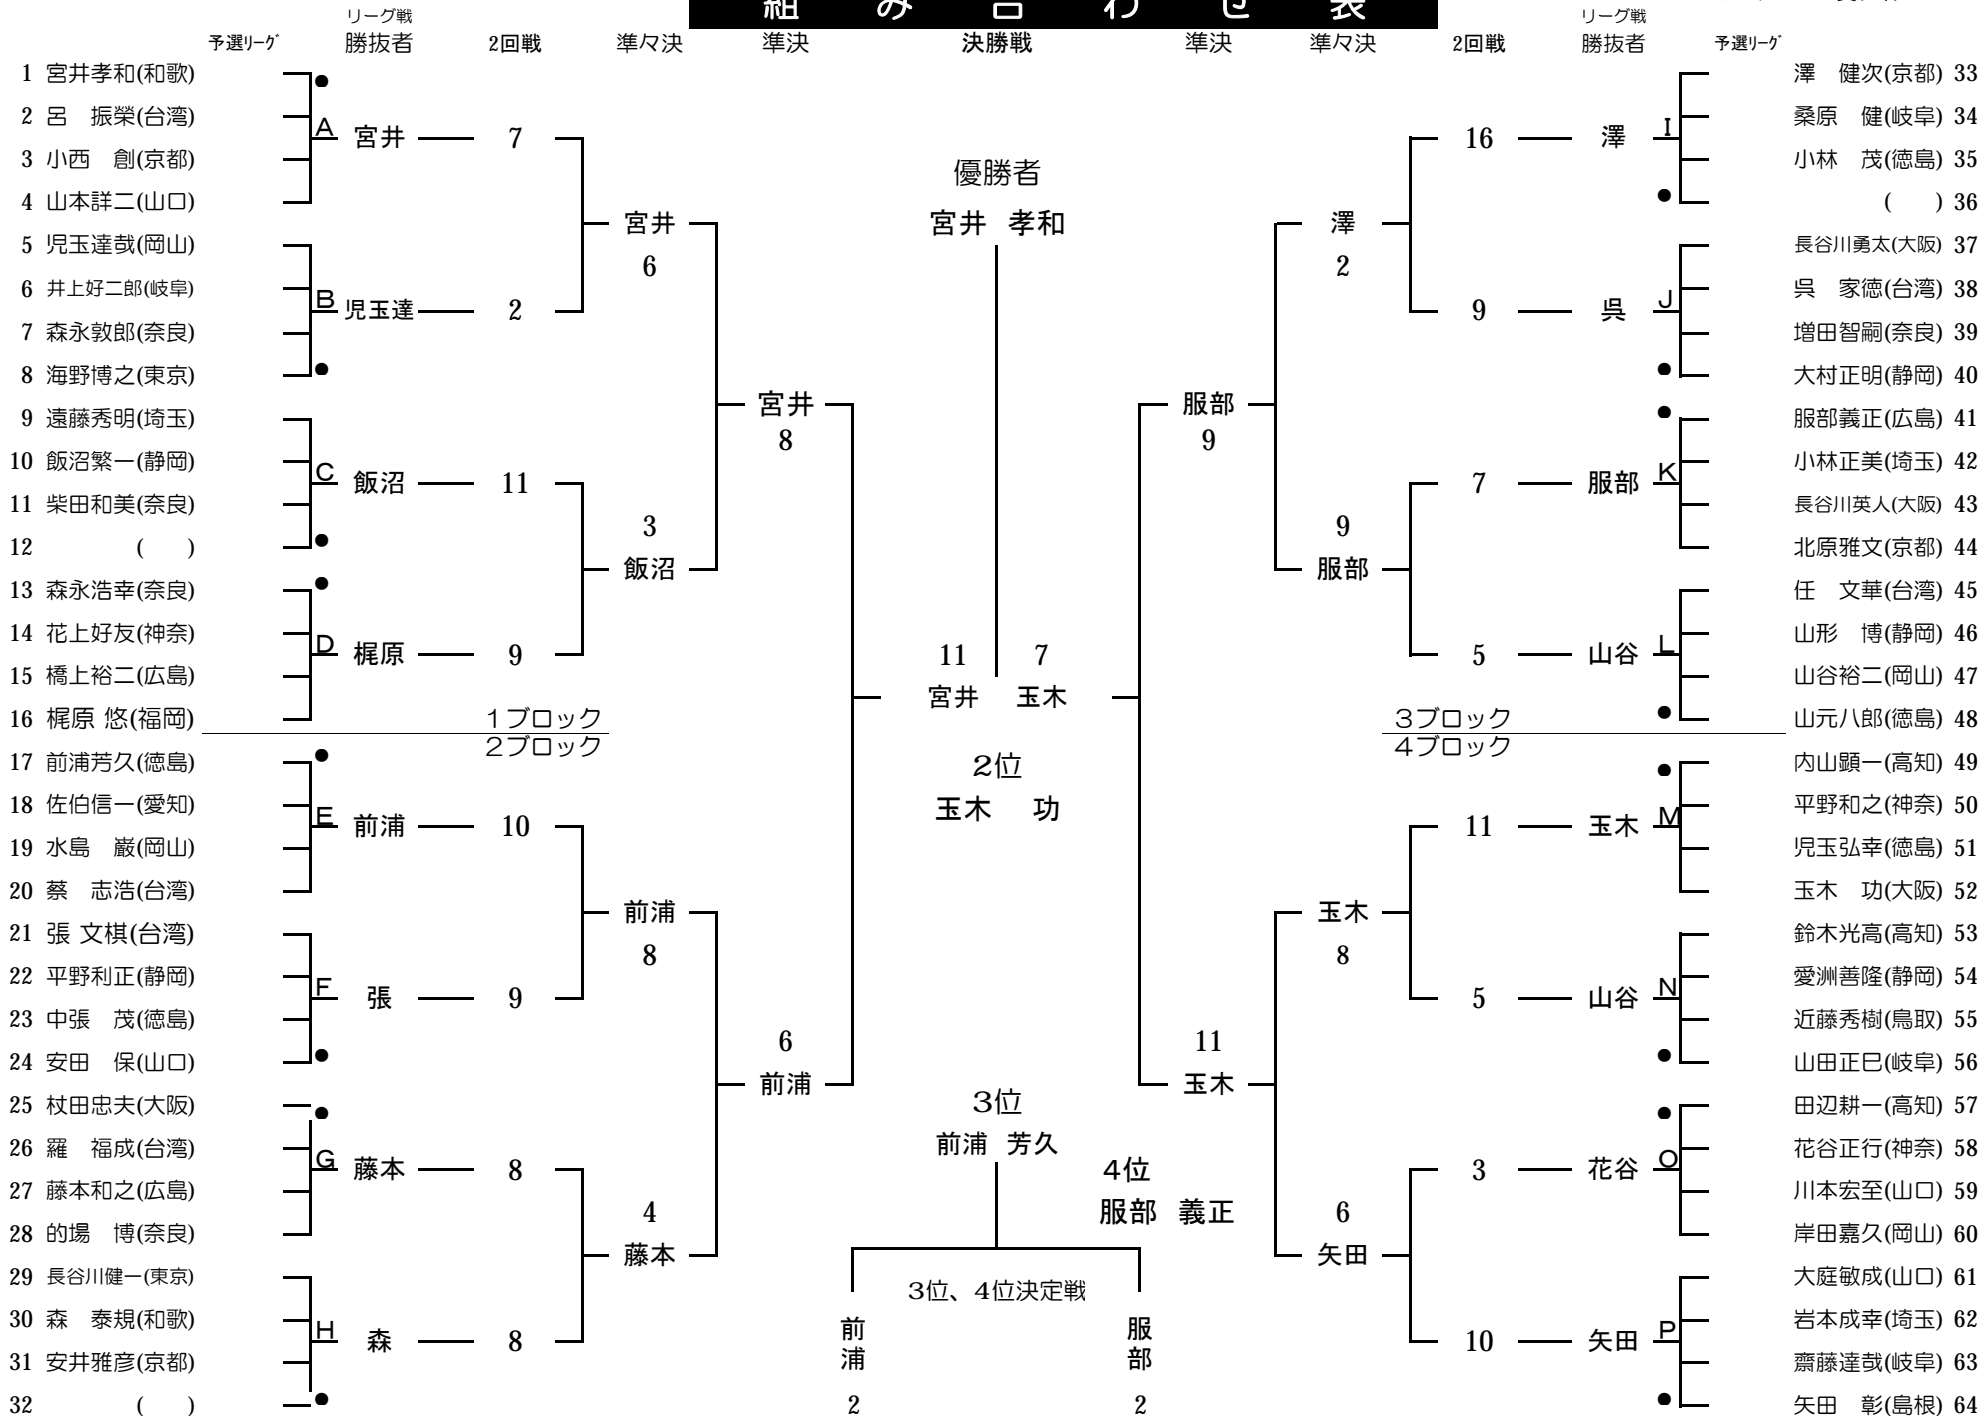 組み合わせ表
リーグ戦 リーグ戦
予選リーグ 勝抜者 2回戦 準々決 準決 決勝戦 準決 準々決 2回戦 勝抜者 予選リーグ
1 宮井孝和(和歌) ● 澤　健次(京都) 33
2 呂　振榮(台湾) 桑原　健(岐阜) 34
A 宮井 7 16 澤 I
3 小西　創(京都) 優勝者 小林　茂(徳島) 35
4 山本詳二(山口) ● (　) 36
宮井 宮井 孝和 澤
5 児玉達哉(岡山) 長谷川勇太(大阪) 37
6 2
6 井上好二郎(岐阜) 呉　家徳(台湾) 38
B 児玉達 2 9 呉 J
7 森永敦郎(奈良) 増田智嗣(奈良) 39
8 海野博之(東京) ● ● 大村正明(静岡) 40
宮井 服部
9 遠藤秀明(埼玉) ● 服部義正(広島) 41
8 9
10 飯沼繁一(静岡) 小林正美(埼玉) 42
C 飯沼 11 7 服部 K
11 柴田和美(奈良) 長谷川英人(大阪) 43
3 9
12 (　) ● 北原雅文(京都) 44
飯沼 服部
13 森永浩幸(奈良) ● 任　文華(台湾) 45
14 花上好友(神奈) 山形　博(静岡) 46
D 梶原 9 11 7 5 山谷 L
15 橋上裕二(広島) 山谷裕二(岡山) 47
宮井 玉木
16 梶原 悠(福岡) 1ブロック 3ブロック ● 山元八郎(徳島) 48
2ブロック 4ブロック
17 前浦芳久(徳島) ● 2位 ● 内山顕一(高知) 49
18 佐伯信一(愛知) 玉木　功 平野和之(神奈) 50
E 前浦 10 11 玉木 M
19 水島　巌(岡山) 児玉弘幸(徳島) 51
20 蔡　志浩(台湾) 玉木　功(大阪) 52
前浦 玉木
21 張 文棋(台湾) 鈴木光高(高知) 53
8 8
22 平野利正(静岡) 愛洲善隆(静岡) 54
F 張 9 5 山谷 N
23 中張　茂(徳島) 近藤秀樹(鳥取) 55
6 11
24 安田　保(山口) ● ● 山田正巳(岐阜) 56
前浦 玉木
25 杖田忠夫(大阪) ● 3位 ● 田辺耕一(高知) 57
26 羅　福成(台湾) 前浦 芳久 花谷正行(神奈) 58
G 藤本 8 4位 3 花谷 O
27 藤本和之(広島) 川本宏至(山口) 59
4 服部 義正 6
28 的場　博(奈良) 岸田嘉久(岡山) 60
藤本 矢田
29 長谷川健一(東京) 3位、4位決定戦 大庭敏成(山口) 61
30 森　泰規(和歌) 岩本成幸(埼玉) 62
H 森 8 前浦 服部 10 矢田 P
31 安井雅彦(京都) 齋藤達哉(岐阜) 63
32 (　) ● 2 2 ● 矢田　彰(島根) 64